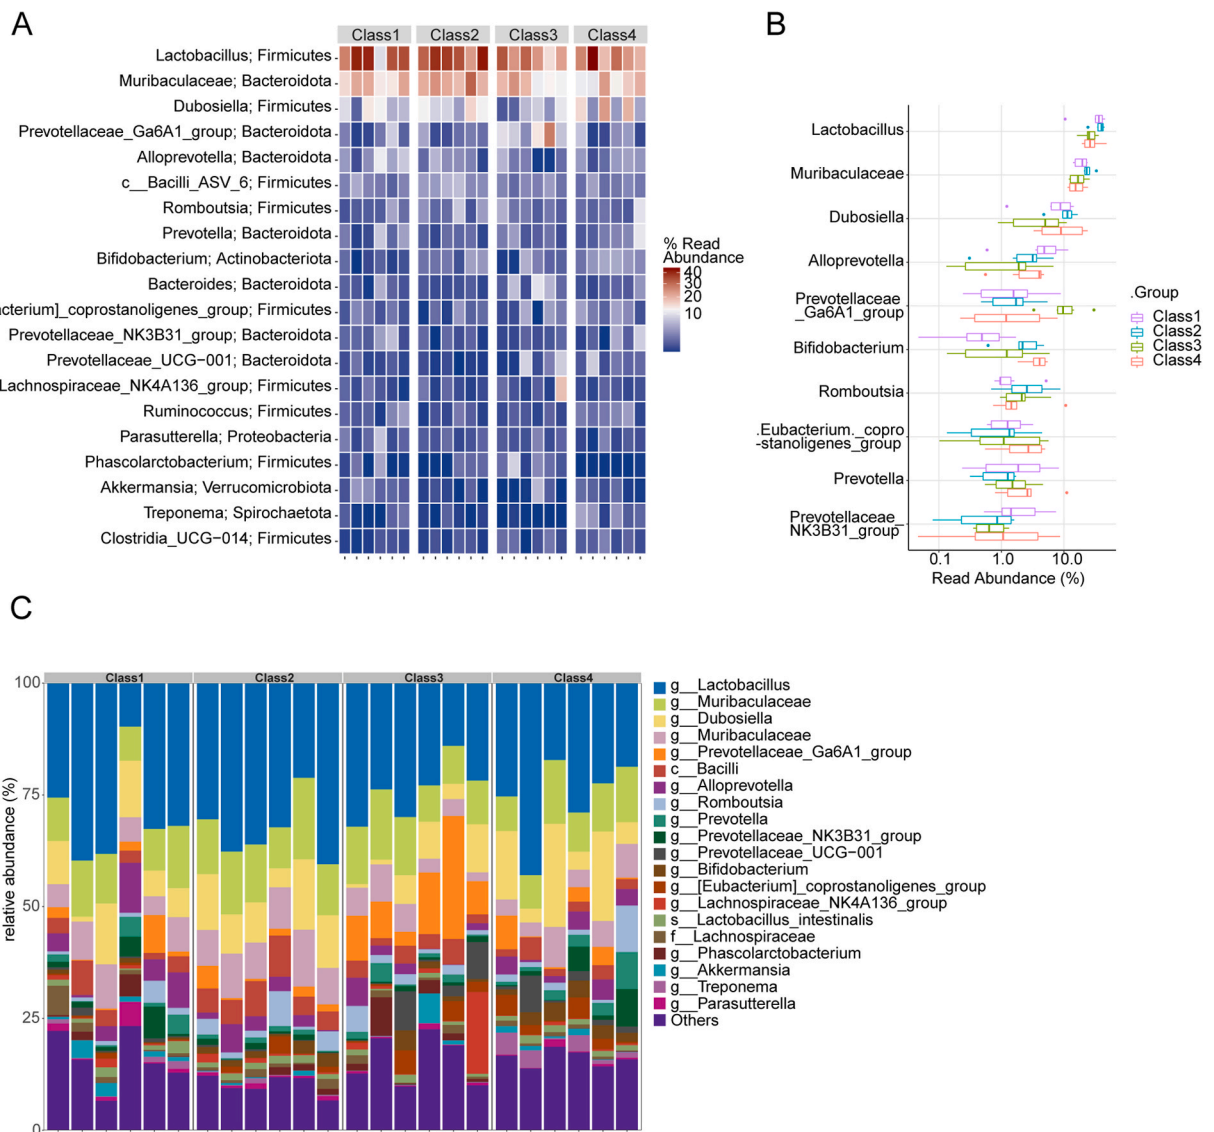 A
Class1 Class2 Class3 Class4
Lactobacillus; Firmicutes
Muribaculaceae; Bacteroidota
Dubosiella; Firmicutes
Prevotellaceae_Ga6A1_group; Bacteroidota
Alloprevotella; Bacteroidota
c__Bacilli_ASV_6; Firmicutes
Romboutsia; Firmicutes
Prevotella; Bacteroidota
Bifidobacterium; Actinobacteriota
Bacteroides; Bacteroidota
cterium]_coprostanoligenes_group; Firmicutes
Prevotellaceae_NK3B31_group; Bacteroidota
Prevotellaceae_UCG−001; Bacteroidota
Lachnospiraceae_NK4A136_group; Firmicutes
Ruminococcus; Firmicutes
Parasutterella; Proteobacteria
Phascolarctobacterium; Firmicutes
Akkermansia; Verrucomicrobiota
Treponema; Spirochaetota
Clostridia_UCG−014; Firmicutes
% Read
Abundance
40
30
20
10
B
Lactobacillus
Muribaculaceae
Dubosiella
Alloprevotella
Prevotellaceae
_Ga6A1_group
Bifidobacterium
Romboutsia
.Eubacterium._copro
-stanoligenes_group
Prevotella
Prevotellaceae_
NK3B31_group
0.1 1.0 10.0
Read Abundance (%)
.Group
Class1
Class2
Class3
Class4
C
Class1 Class2 Class3 Class4
100
75
50
25
0
relative abundance (%)
g__Lactobacillus
g__Muribaculaceae
g__Dubosiella
g__Muribaculaceae
g__Prevotellaceae_Ga6A1_group
c__Bacilli
g__Alloprevotella
g__Romboutsia
g__Prevotella
g__Prevotellaceae_NK3B31_group
g__Prevotellaceae_UCG−001
g__Bifidobacterium
g__[Eubacterium]_coprostanoligenes_group
g__Lachnospiraceae_NK4A136_group
s__Lactobacillus_intestinalis
f__Lachnospiraceae
g__Phascolarctobacterium
g__Akkermansia
g__Treponema
g__Parasutterella
Others